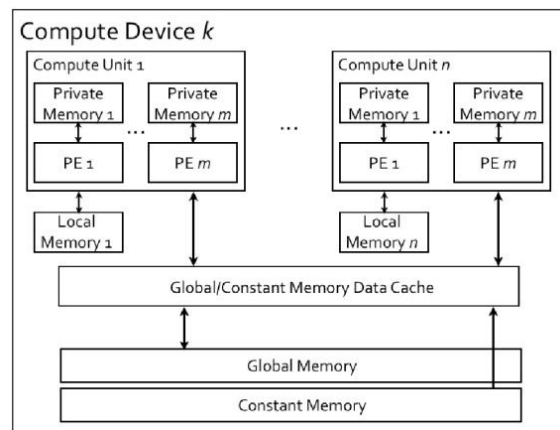 Compute Device k
Compute Unit 1
Private
Memory 1
...
Private
Memory m
PE 1
PE m
Local
Memory 1
...
Compute Unit n
Private
Memory 1
...
Private
Memory m
PE 1
PE m
Local
Memory n
Global/Constant Memory Data Cache
Global Memory
Constant Memory